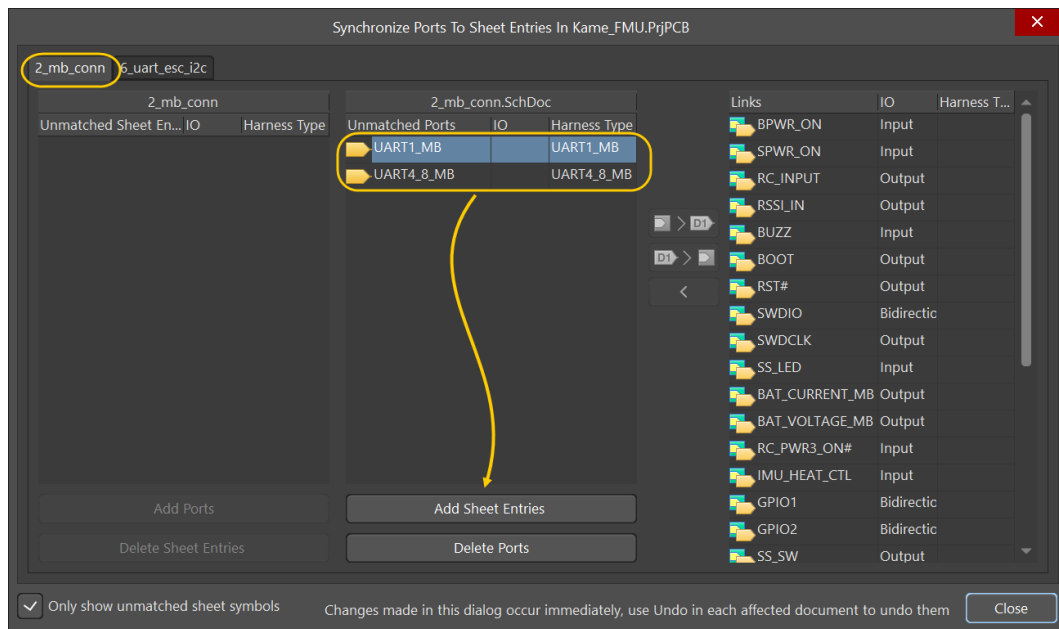 Synchronize Ports To Sheet Entries In Kame_FMU.PrjPCB
2_mb_conn 6_uart_esc_i2c
2_mb_conn
Unmatched Sheet En... IO Harness Type
2_mb_conn.SchDoc
Unmatched Ports IO Harness Type
UART1_MB UART1_MB
UART4_8_MB UART4_8_MB
Add Ports
Delete Sheet Entries
Add Sheet Entries
Delete Ports
D1
D1
Links IO Harness T...
BPWR_ON Input
SPWR_ON Input
RC_INPUT Output
RSSI_IN Output
BUZZ Input
BOOT Output
RST# Output
SWDIO Bidirectio
SWDCLK Output
SS_LED Input
BAT_CURRENT_MB Output
BAT_VOLTAGE_MB Output
RC_PWR3_ON# Input
IMU_HEAT_CTL Input
GPIO1 Bidirectio
GPIO2 Bidirectio
SS_SW Output
Only show unmatched sheet symbols
Changes made in this dialog occur immediately, use Undo in each affected document to undo them
Close